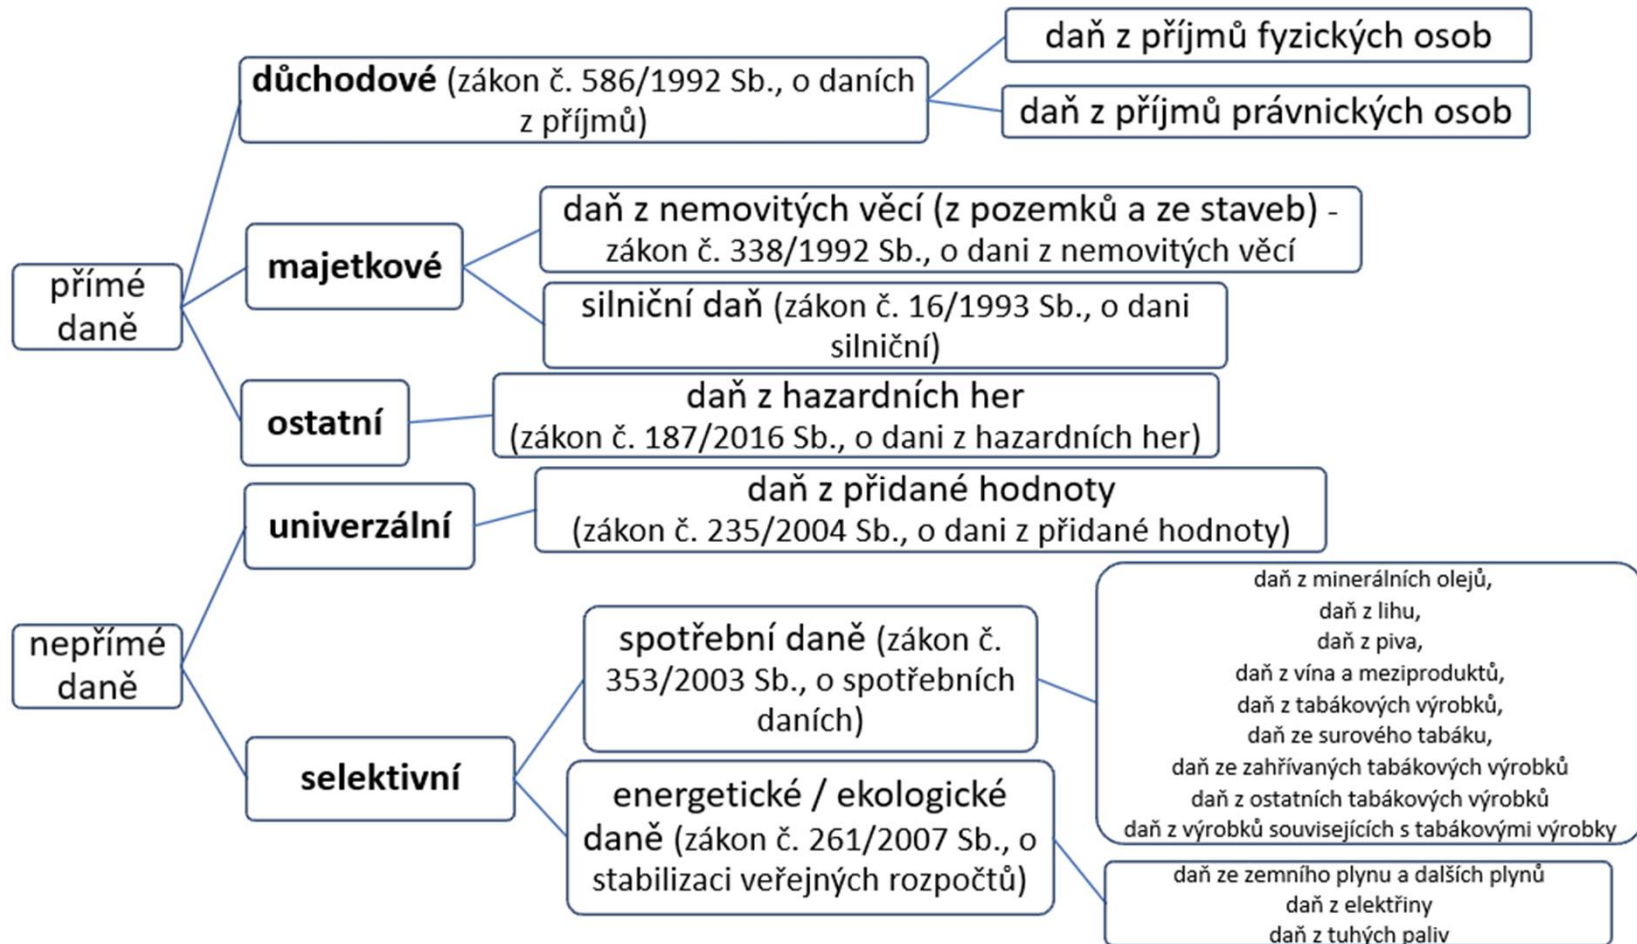 přímé
daně
důchodové (zákon č. 586/1992 Sb., o daních
z příjmů)
daň z příjmů fyzických osob
daň z příjmů právnických osob
majetkové
daň z nemovitých věcí (z pozemků a ze staveb) -
zákon č. 338/1992 Sb., o dani z nemovitých věcí
silniční daň (zákon č. 16/1993 Sb., o dani
silniční)
ostatní
daň z hazardních her
(zákon č. 187/2016 Sb., o dani z hazardních her)
nepřímé
daně
univerzální
daň z přidané hodnoty
(zákon č. 235/2004 Sb., o dani z přidané hodnoty)
selektivní
spotřební daně (zákon č.
353/2003 Sb., o spotřebních
daních)
daň z minerálních olejů,
daň z lihu,
daň z piva,
daň z vína a meziproduktů,
daň z tabákových výrobků,
daň ze surového tabáku,
daň ze zahřívaných tabákových výrobků
daň z ostatních tabákových výrobků
daň z výrobků souvisejících s tabákovými výrobky
energetické / ekologické
daně (zákon č. 261/2007 Sb., o
stabilizaci veřejných rozpočtů)
daň ze zemního plynu a dalších plynů
daň z elektřiny
daň z tuhých paliv